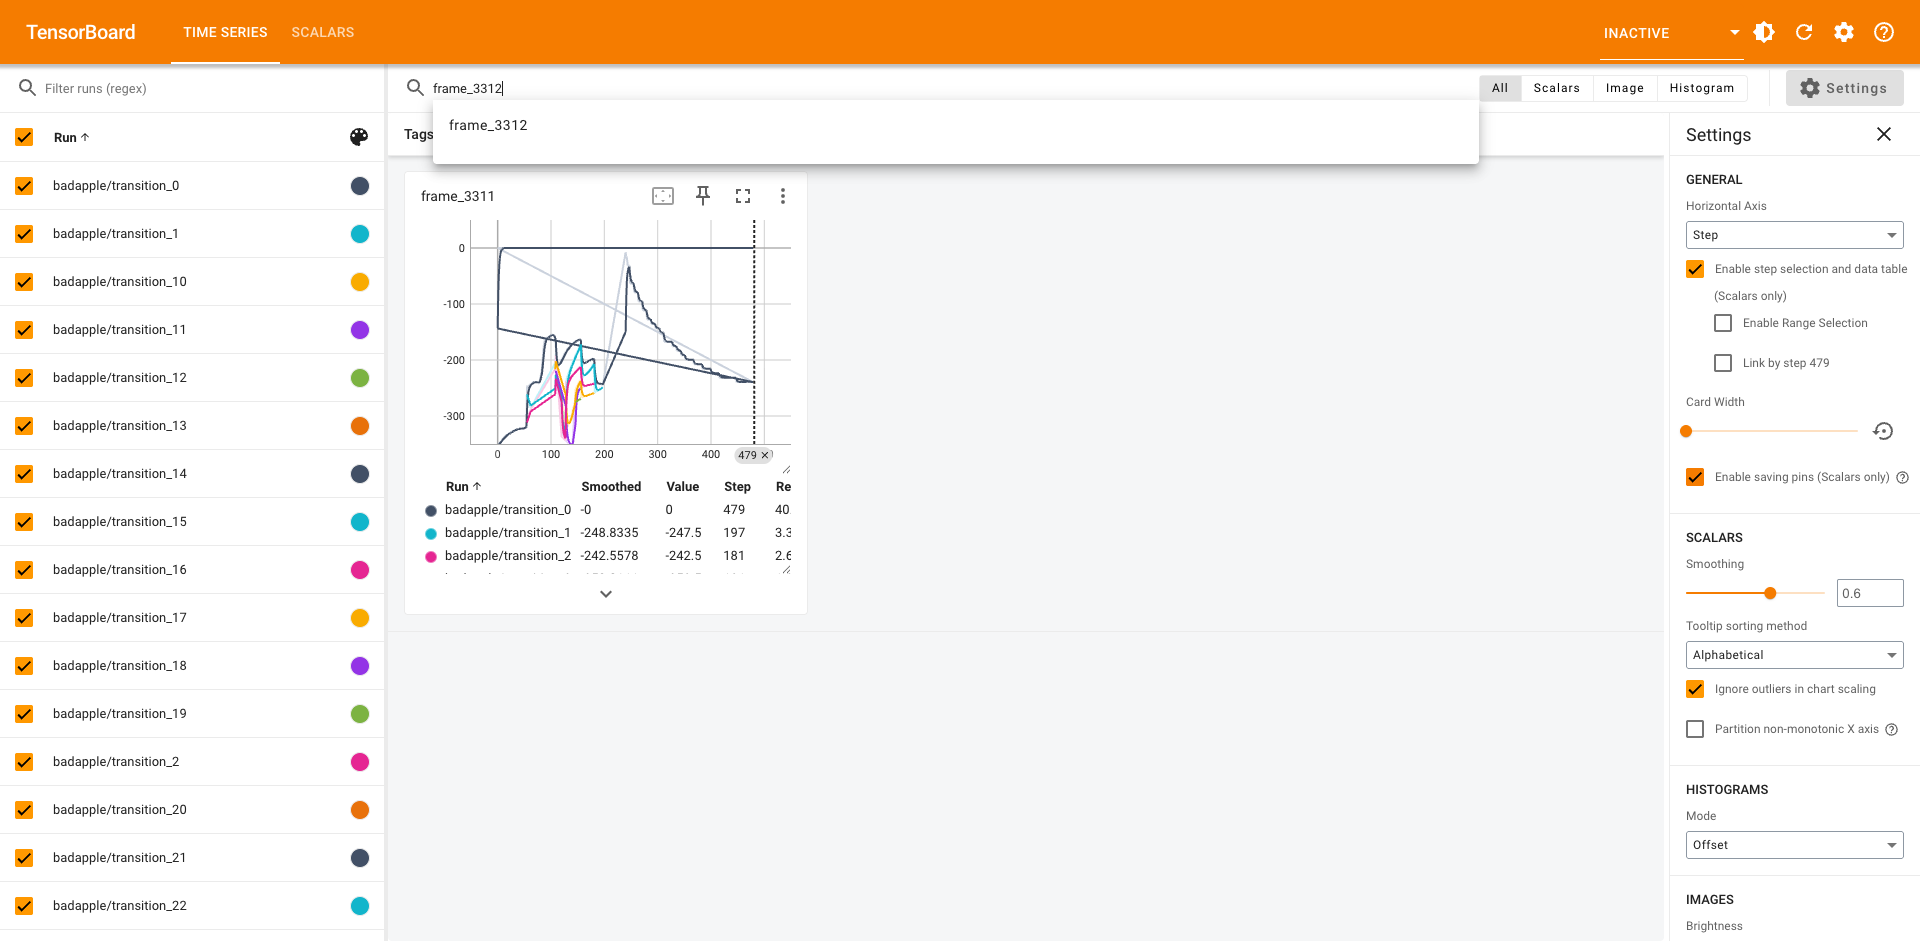 TensorBoard
TIME SERIES
SCALARS
INACTIVE
Filter runs (regex)
frame_3312
All
Scalars
Image
Histogram
Settings
frame_3312
Run
Tags
badapple/transition_0
badapple/transition_1
badapple/transition_10
badapple/transition_11
badapple/transition_12
badapple/transition_13
badapple/transition_14
badapple/transition_15
badapple/transition_16
badapple/transition_17
badapple/transition_18
badapple/transition_19
badapple/transition_2
badapple/transition_20
badapple/transition_21
badapple/transition_22
frame_3311
0
-100
-200
-300
0 100 200 300 400 479
Run Smoothed Value Step Re
badapple/transition_0 -0 0 479 40
badapple/transition_1 -248.8335 -247.5 197 3.3
badapple/transition_2 -242.5578 -242.5 181 2.6
Settings
GENERAL
Horizontal Axis
Step
Enable step selection and data table
(Scalars only)
Enable Range Selection
Link by step 479
Card Width
Enable saving pins (Scalars only)
SCALARS
Smoothing
0.6
Tooltip sorting method
Alphabetical
Ignore outliers in chart scaling
Partition non-monotonic X axis
HISTOGRAMS
Mode
Offset
IMAGES
Brightness